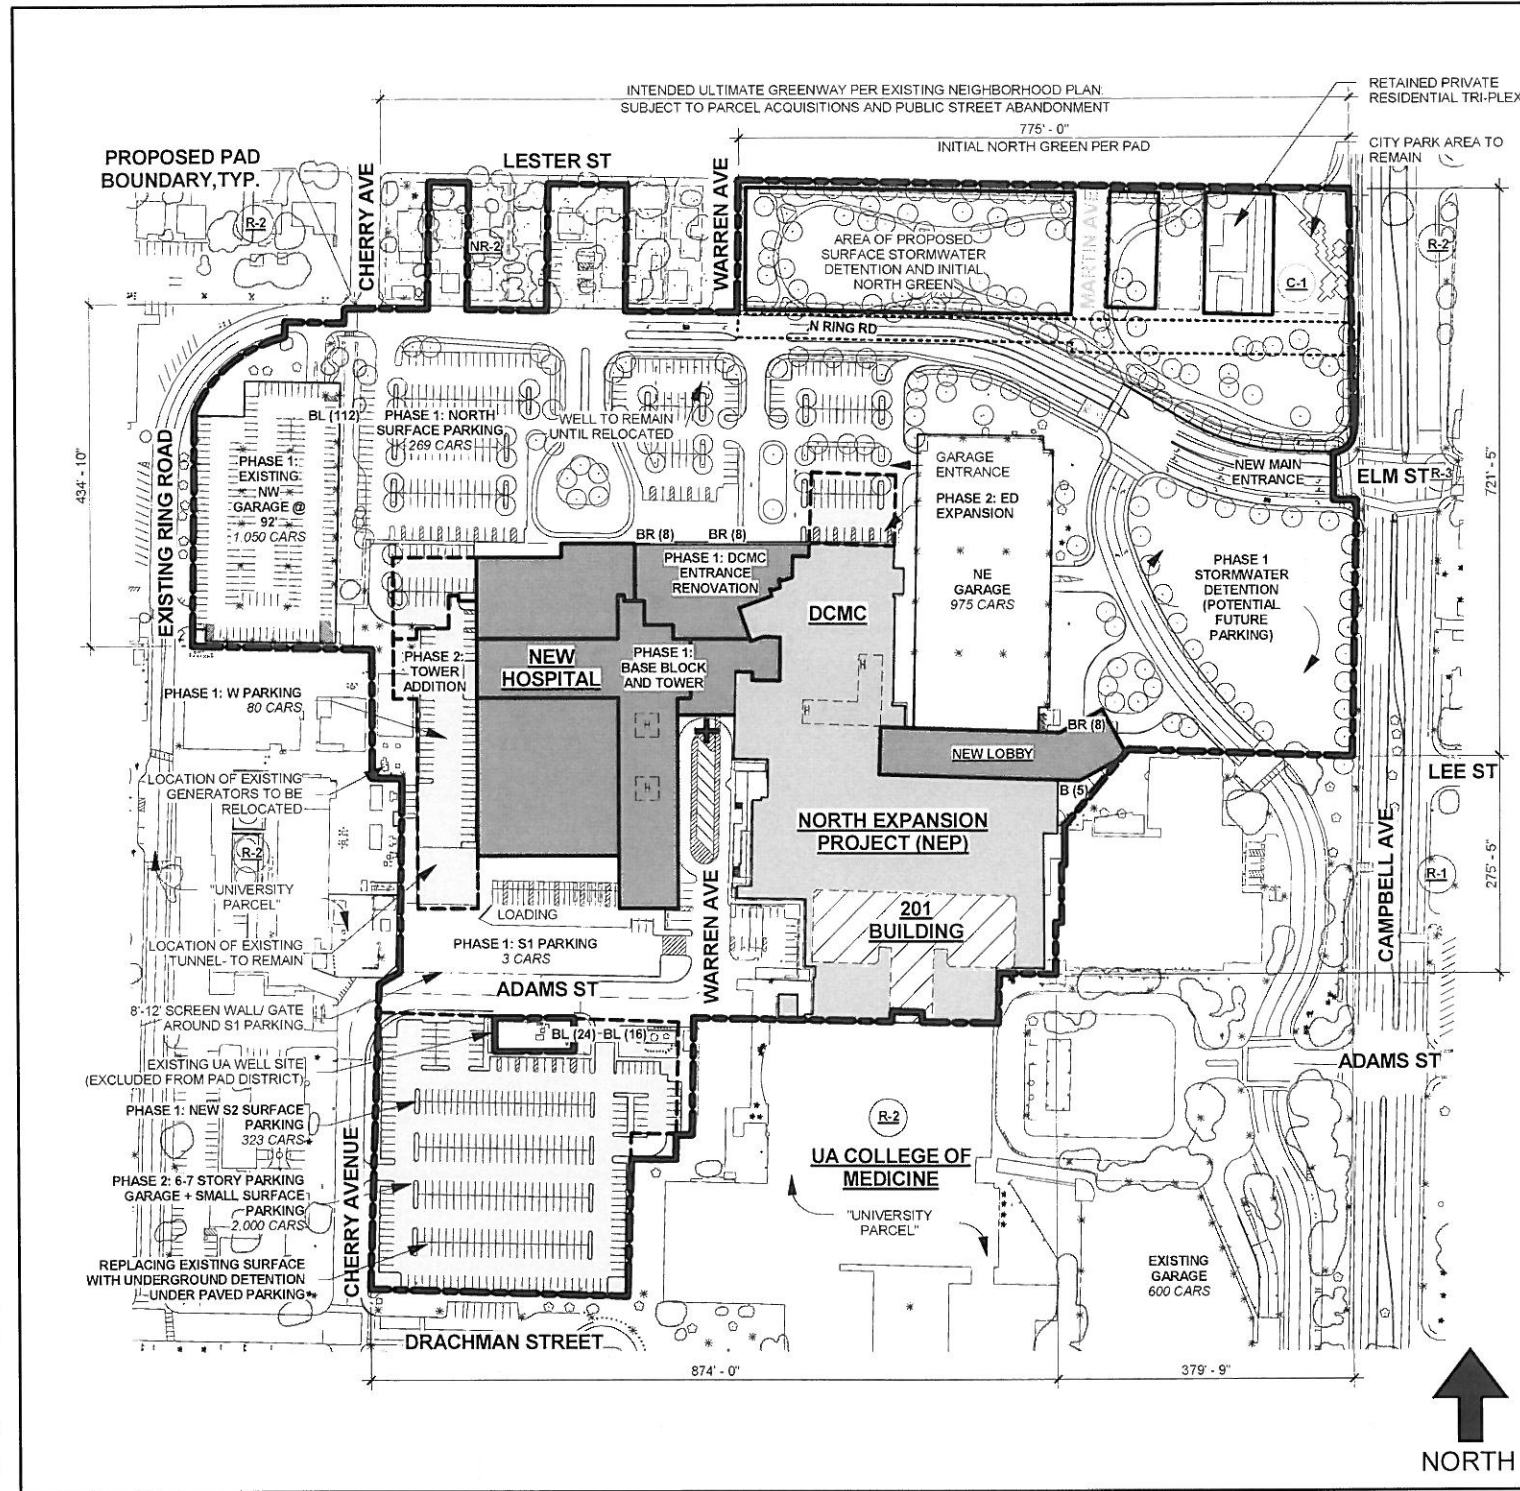 INTENDED ULTIMATE GREENWAY PER EXISTING NEIGHBORHOOD PLAN.
SUBJECT TO PARCEL ACQUISITIONS AND PUBLIC STREET ABANDONMENT
775' - 0"
INITIAL NORTH GREEN PER PAD
RETAINED PRIVATE
RESIDENTIAL TRI-PLEX
CITY PARK AREA TO
REMAIN
PROPOSED PAD
BOUNDARY,TYP.
CHERRY AVE
LESTER ST
WARREN AVE
R-2
NR-2
AREA OF PROPOSED
SURFACE STORMWATER
DETENTION AND INITIAL
NORTH GREEN
MARTIN AVE
C-1
R-2
N RING RD
434' - 10"
EXISTING RING ROAD
BL (112)
PHASE 1: NORTH
SURFACE PARKING
269 CARS
WELL TO REMAIN
UNTIL RELOCATED
PHASE 1:
EXISTING
NW
GARAGE @
92'
1,050 CARS
GARAGE
ENTRANCE
PHASE 2: ED
EXPANSION
NEW MAIN
ENTRANCE
ELM ST
R-3
721' - 5"
BR (8)
BR (8)
PHASE 1: DCMC
ENTRANCE
RENOVATION
NE
GARAGE
975 CARS
PHASE 1
STORMWATER
DETENTION
(POTENTIAL
FUTURE
PARKING)
DCMC
PHASE 2:
TOWER
ADDITION
NEW
HOSPITAL
PHASE 1:
BASE BLOCK
AND TOWER
H
PHASE 1: W PARKING
80 CARS
H
BR (8)
NEW LOBBY
LOCATION OF EXISTING
GENERATORS TO BE
RELOCATED
H
B (5)
LEE ST
NORTH EXPANSION
PROJECT (NEP)
R-2
"UNIVERSITY
PARCEL"
WARREN AVE
CAMPBELL AVE
R-1
275' - 5"
201
BUILDING
LOADING
LOCATION OF EXISTING
TUNNEL- TO REMAIN
PHASE 1: S1 PARKING
3 CARS
ADAMS ST
8'-12' SCREEN WALL/ GATE
AROUND S1 PARKING
EXISTING UA WELL SITE
(EXCLUDED FROM PAD DISTRICT)
BL (24)
BL (16)
ADAMS ST
PHASE 1: NEW S2 SURFACE
PARKING
323 CARS
R-2
UA COLLEGE OF
MEDICINE
PHASE 2: 6-7 STORY PARKING
GARAGE + SMALL SURFACE
PARKING
2,000 CARS
CHERRY AVENUE
"UNIVERSITY
PARCEL"
REPLACING EXISTING SURFACE
WITH UNDERGROUND DETENTION
UNDER PAVED PARKING
EXISTING
GARAGE
600 CARS
DRACHMAN STREET
874' - 0"
379' - 9"
NORTH